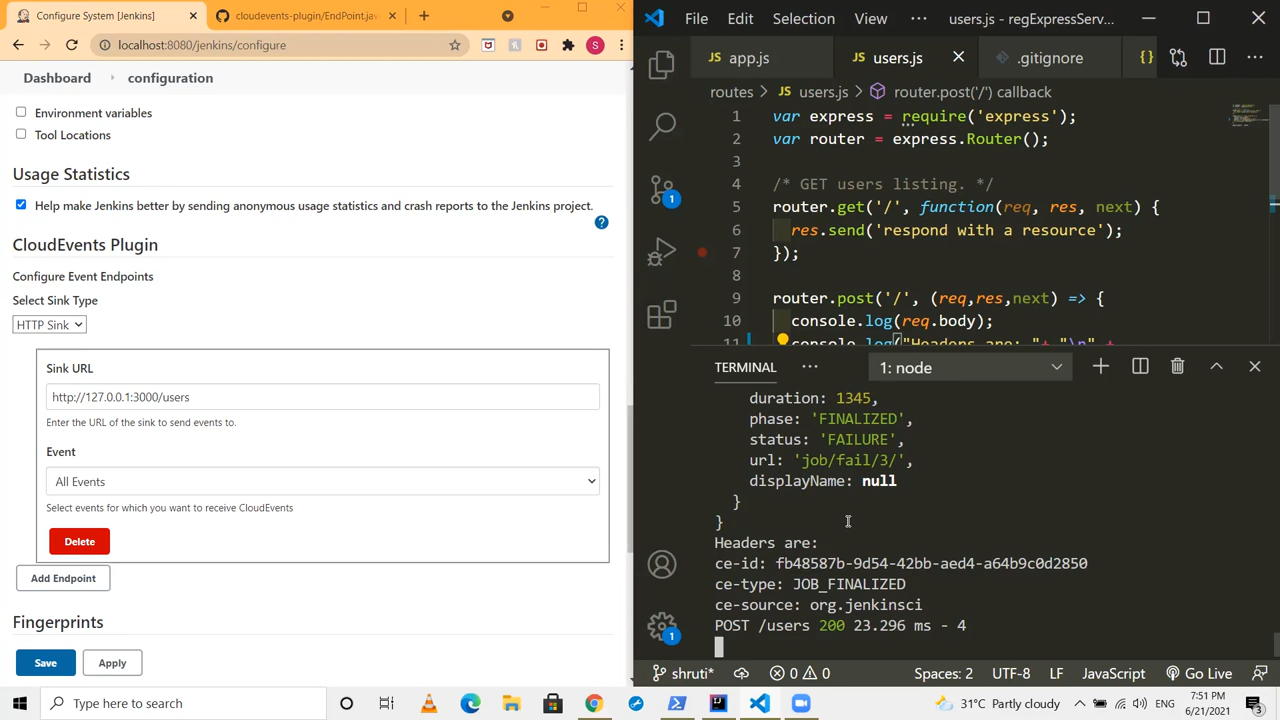 Configure System [Jenkins]
cloudevents-plugin/EndPoint.jav
localhost:8080/jenkins/configure
S
Dashboard
configuration
Environment variables
Tool Locations
Usage Statistics
Help make Jenkins better by sending anonymous usage statistics and crash reports to the Jenkins project.
?
CloudEvents Plugin
Configure Event Endpoints
Select Sink Type
HTTP Sink
Sink URL
http://127.0.0.1:3000/users
Enter the URL of the sink to send events to.
Event
All Events
Select events for which you want to receive CloudEvents
Delete
Add Endpoint
Fingerprints
Save
Apply
File
Edit
Selection
View
users.js - regExpressServ...
JS app.js
JS users.js
.gitignore
{}
routes > JS users.js > router.post('/') callback
1 var express = require('express');
2 var router = express.Router();
3
4 /* GET users listing. */
5 router.get('/', function(req, res, next) {
6 res.send('respond with a resource');
7 });
8
9 router.post('/', (req,res,next) => {
10 console.log(req.body);
11 console.log("Headers are: "+ "\n" +
1
TERMINAL
1: node
duration: 1345,
phase: 'FINALIZED',
status: 'FAILURE',
url: 'job/fail/3/',
displayName: null
}
}
Headers are:
ce-id: fb48587b-9d54-42bb-aed4-a64b9c0d2850
ce-type: JOB_FINALIZED
ce-source: org.jenkinsci
POST /users 200 23.296 ms - 4
1
shruti*
0
0
Spaces: 2
UTF-8
LF
JavaScript
Go Live
Type here to search
31°C Partly cloudy
ENG
7:51 PM
6/21/2021
3